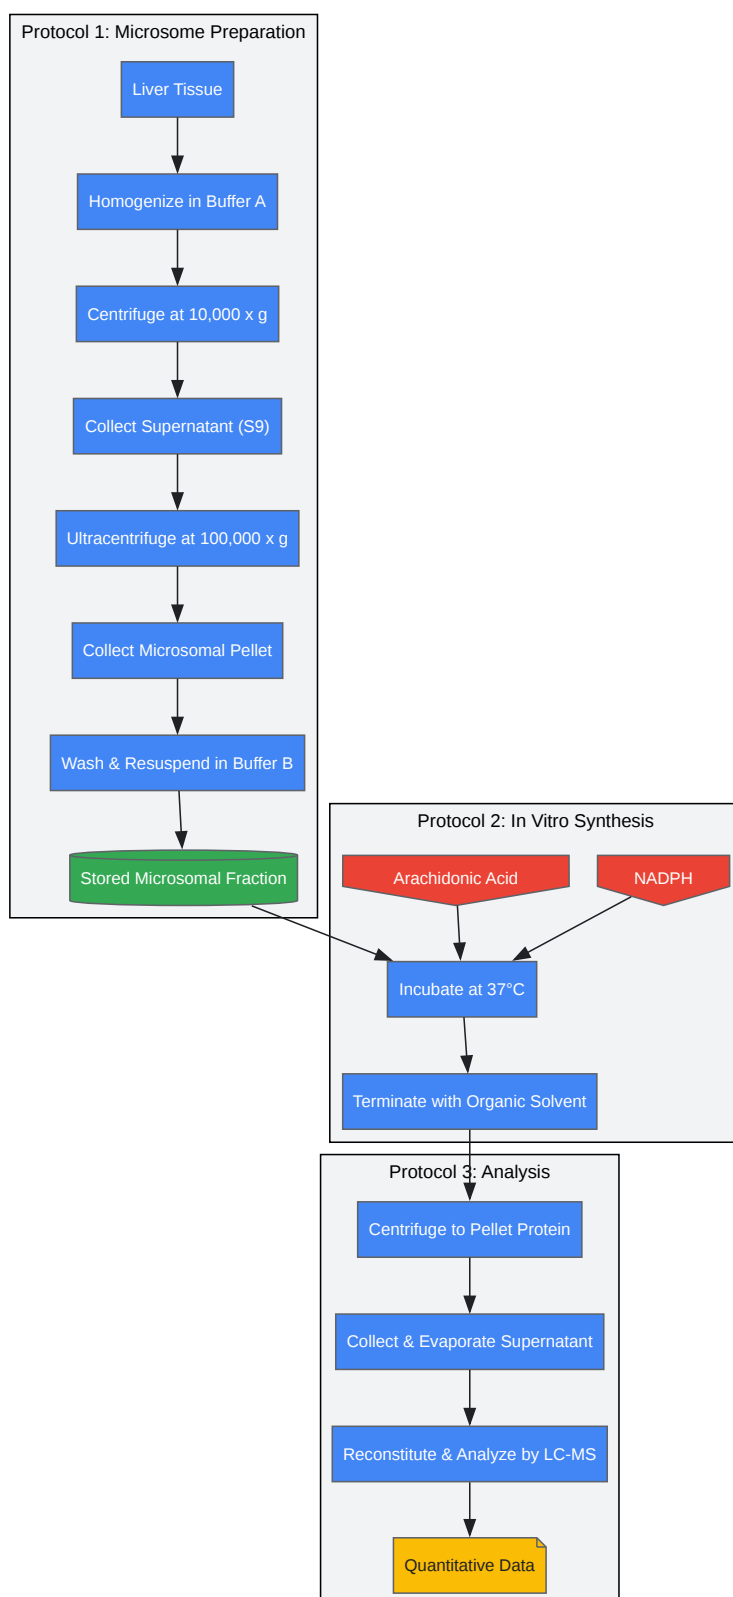 Protocol 1: Microsome Preparation
Liver Tissue
Homogenize in Buffer A
Centrifuge at 10,000 x g
Collect Supernatant (S9)
Ultracentrifuge at 100,000 x g
Collect Microsomal Pellet
Wash & Resuspend in Buffer B
Stored Microsomal Fraction
Protocol 2: In Vitro Synthesis
Arachidonic Acid
NADPH
Incubate at 37°C
Terminate with Organic Solvent
Protocol 3: Analysis
Centrifuge to Pellet Protein
Collect & Evaporate Supernatant
Reconstitute & Analyze by LC-MS
Quantitative Data